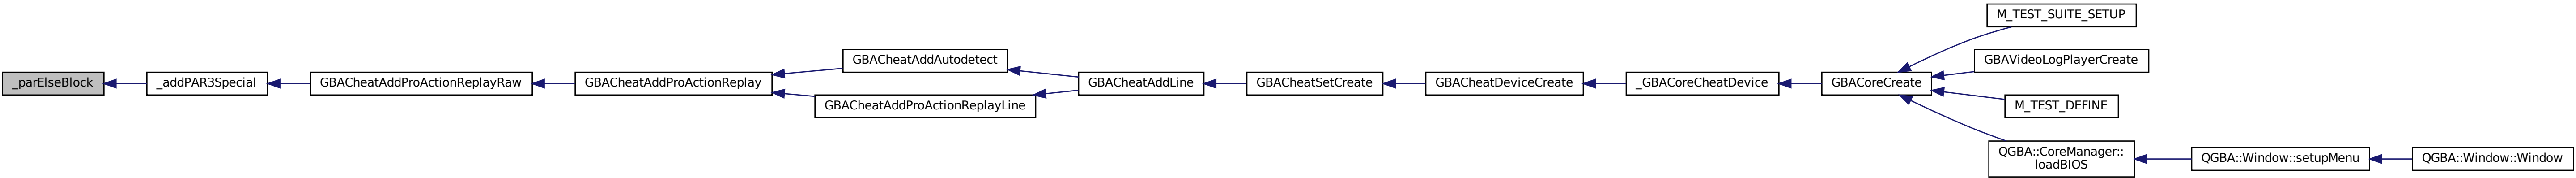 _parElseBlock
_addPAR3Special
GBACheatAddProActionReplayRaw
GBACheatAddProActionReplay
GBACheatAddAutodetect
GBACheatAddProActionReplayLine
GBACheatAddLine
GBACheatSetCreate
GBACheatDeviceCreate
_GBACoreCheatDevice
GBACoreCreate
M_TEST_SUITE_SETUP
GBAVideoLogPlayerCreate
M_TEST_DEFINE
QGBA::CoreManager::
loadBIOS
QGBA::Window::setupMenu
QGBA::Window::Window